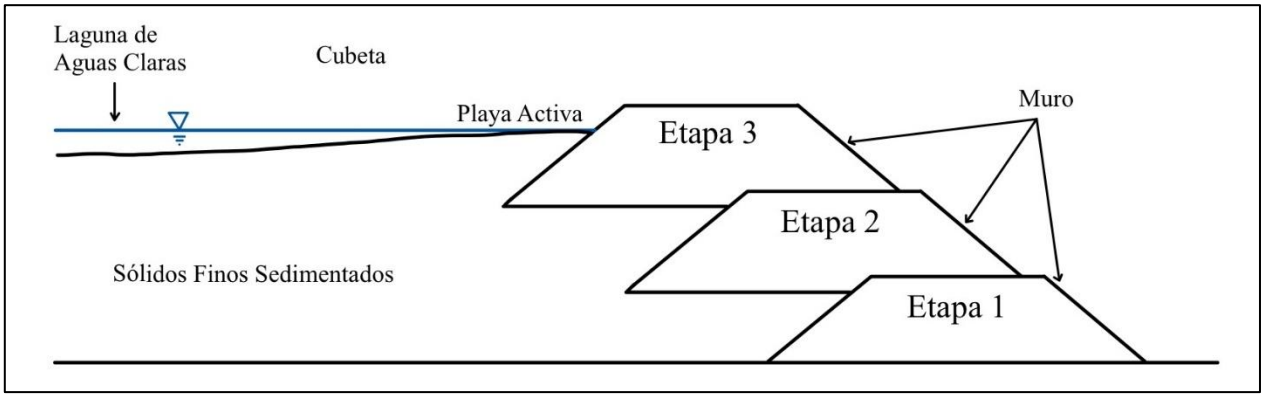 Laguna de
Aguas Claras
Cubeta
Playa Activa
Muro
Etapa 3
Etapa 2
Sólidos Finos Sedimentados
Etapa 1